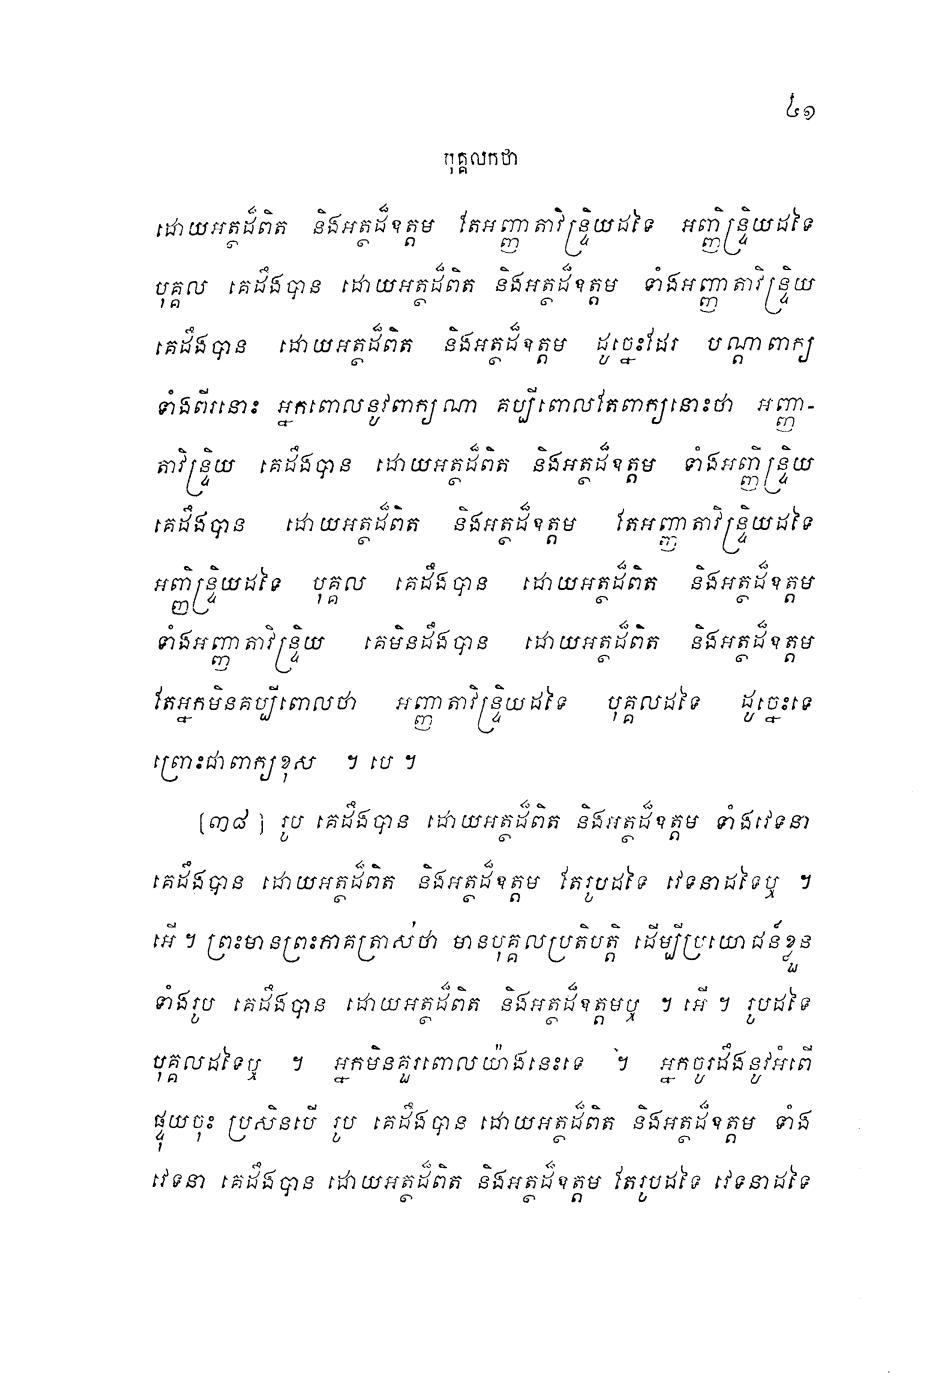 ៤១
បុគ្គលកថា
ដោយអត្ថដ៏ពិត និងអត្ថដ៏ឧត្តម តែអញ្ញាតាវិន្ទ្រិយដទៃ អញ្ញិន្ទ្រិយដទៃ
បុគ្គល គេដឹងបាន ដោយអត្ថដ៏ពិត និងអត្ថដ៏ឧត្តម ទាំងអញ្ញាតាវិន្ទ្រិយ
គេដឹងបាន ដោយអត្ថដ៏ពិត និងអត្ថដ៏ឧត្តម ដូច្នេះដែរ បណ្តាពាក្យ
ទាំងពីរនោះ អ្នកពោលនូវពាក្យណា គប្បីពោលតែពាក្យនោះថា អញ្ញា-
តាវិន្ទ្រិយ គេដឹងបាន ដោយអត្ថដ៏ពិត និងអត្ថដ៏ឧត្តម ទាំងអញ្ញិន្ទ្រិយ
គេដឹងបាន ដោយអត្ថដ៏ពិត និងអត្ថដ៏ឧត្តម តែអញ្ញាតាវិន្ទ្រិយដទៃ
អញ្ញិន្ទ្រិយដទៃ បុគ្គល គេដឹងបាន ដោយអត្ថដ៏ពិត និងអត្ថដ៏ឧត្តម
ទាំងអញ្ញាតាវិន្ទ្រិយ គេមិនដឹងបាន ដោយអត្ថដ៏ពិត និងអត្ថដ៏ឧត្តម
តែអ្នកមិនគប្បីពោលថា អញ្ញាតាវិន្ទ្រិយដទៃ បុគ្គលដទៃ ដូច្នេះទេ
ព្រោះជាពាក្យខុស ។ បេ ។
[៣៨] រូប គេដឹងបាន ដោយអត្ថដ៏ពិត និងអត្ថដ៏ឧត្តម ទាំងវេទនា
គេដឹងបាន ដោយអត្ថដ៏ពិត និងអត្ថដ៏ឧត្តម តែរូបដទៃ វេទនាដទៃឬ ។
អើ ។ ព្រះមានព្រះភាគត្រាស់ថា មានបុគ្គលប្រតិបត្តិ ដើម្បីប្រយោជន៍ខ្លួន
ទាំងរូប គេដឹងបាន ដោយអត្ថដ៏ពិត និងអត្ថដ៏ឧត្តមឬ ។ អើ ។ រូបដទៃ
បុគ្គលដទៃឬ ។ អ្នកមិនគួរពោលយ៉ាងនេះទេ ។ អ្នកចូរដឹងនូវអំពើ
ផ្ទុយចុះ ប្រសិនបើ រូប គេដឹងបាន ដោយអត្ថដ៏ពិត និងអត្ថដ៏ឧត្តម ទាំង
វេទនា គេដឹងបាន ដោយអត្ថដ៏ពិត និងអត្ថដ៏ឧត្តម តែរូបដទៃ វេទនាដទៃ